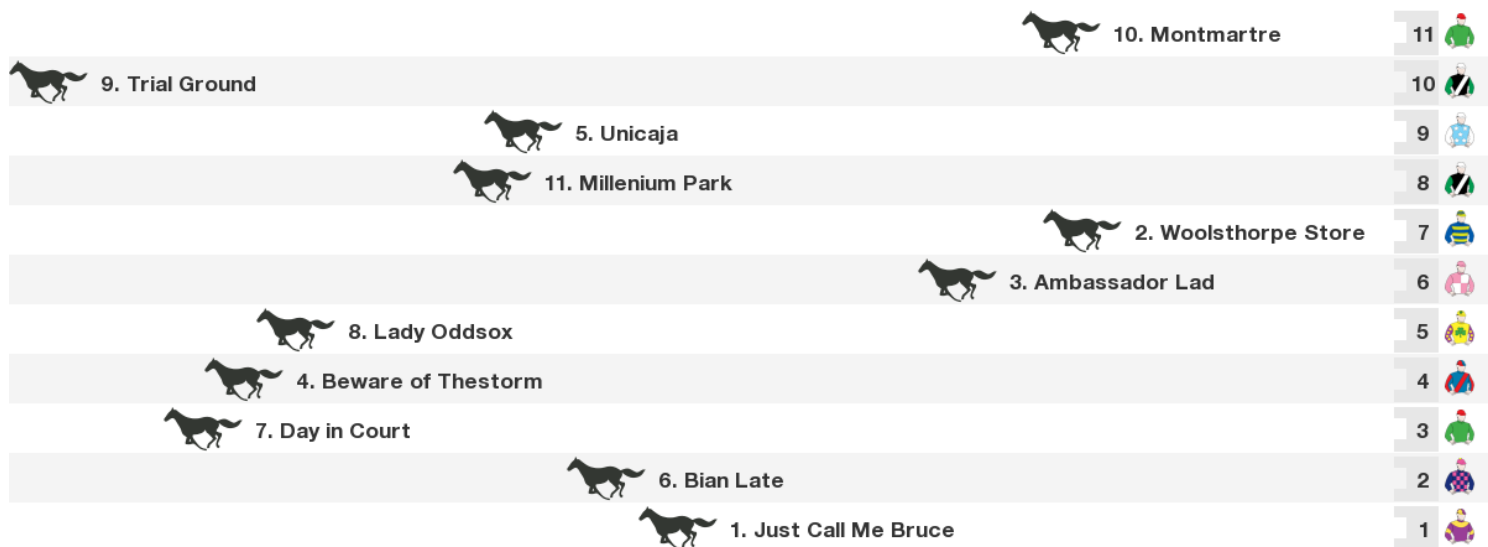 10. Montmartre 11
9. Trial Ground 10
5. Unicaja 9
11. Millenium Park 8
2. Woolsthorpe Store 7
3. Ambassador Lad 6
8. Lady Oddsox 5
4. Beware of Thestorm 4
7. Day in Court 3
6. Bian Late 2
1. Just Call Me Bruce 1